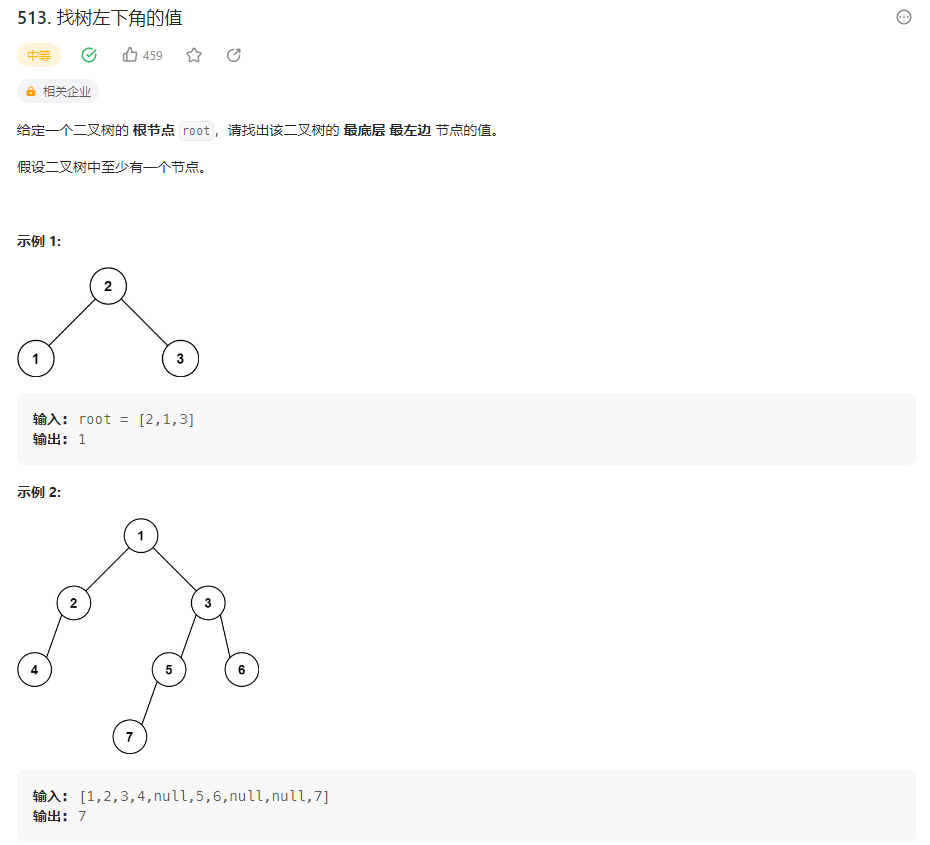 513. 找树左下角的值
中等
459
相关企业
给定一个二叉树的 根节点 root，请找出该二叉树的 最底层 最左边 节点的值。
假设二叉树中至少有一个节点。
示例 1:
2
1 3
输入: root = [2,1,3]
输出: 1
示例 2:
1
2 3
4 5 6
7
输入: [1,2,3,4,null,5,6,null,null,7]
输出: 7